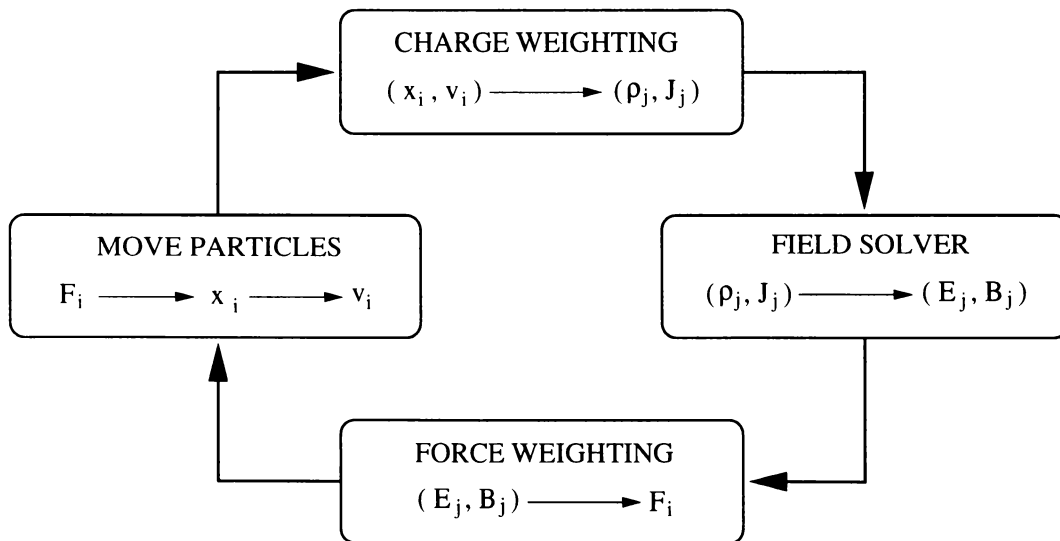 CHARGE WEIGHTING
( x_i , v_i ) ⟶ ( ρ_j , J_j )
MOVE PARTICLES
F_i ⟶ x_i ⟶ v_i
FIELD SOLVER
( ρ_j , J_j ) ⟶ ( E_j , B_j )
FORCE WEIGHTING
( E_j , B_j ) ⟶ F_i